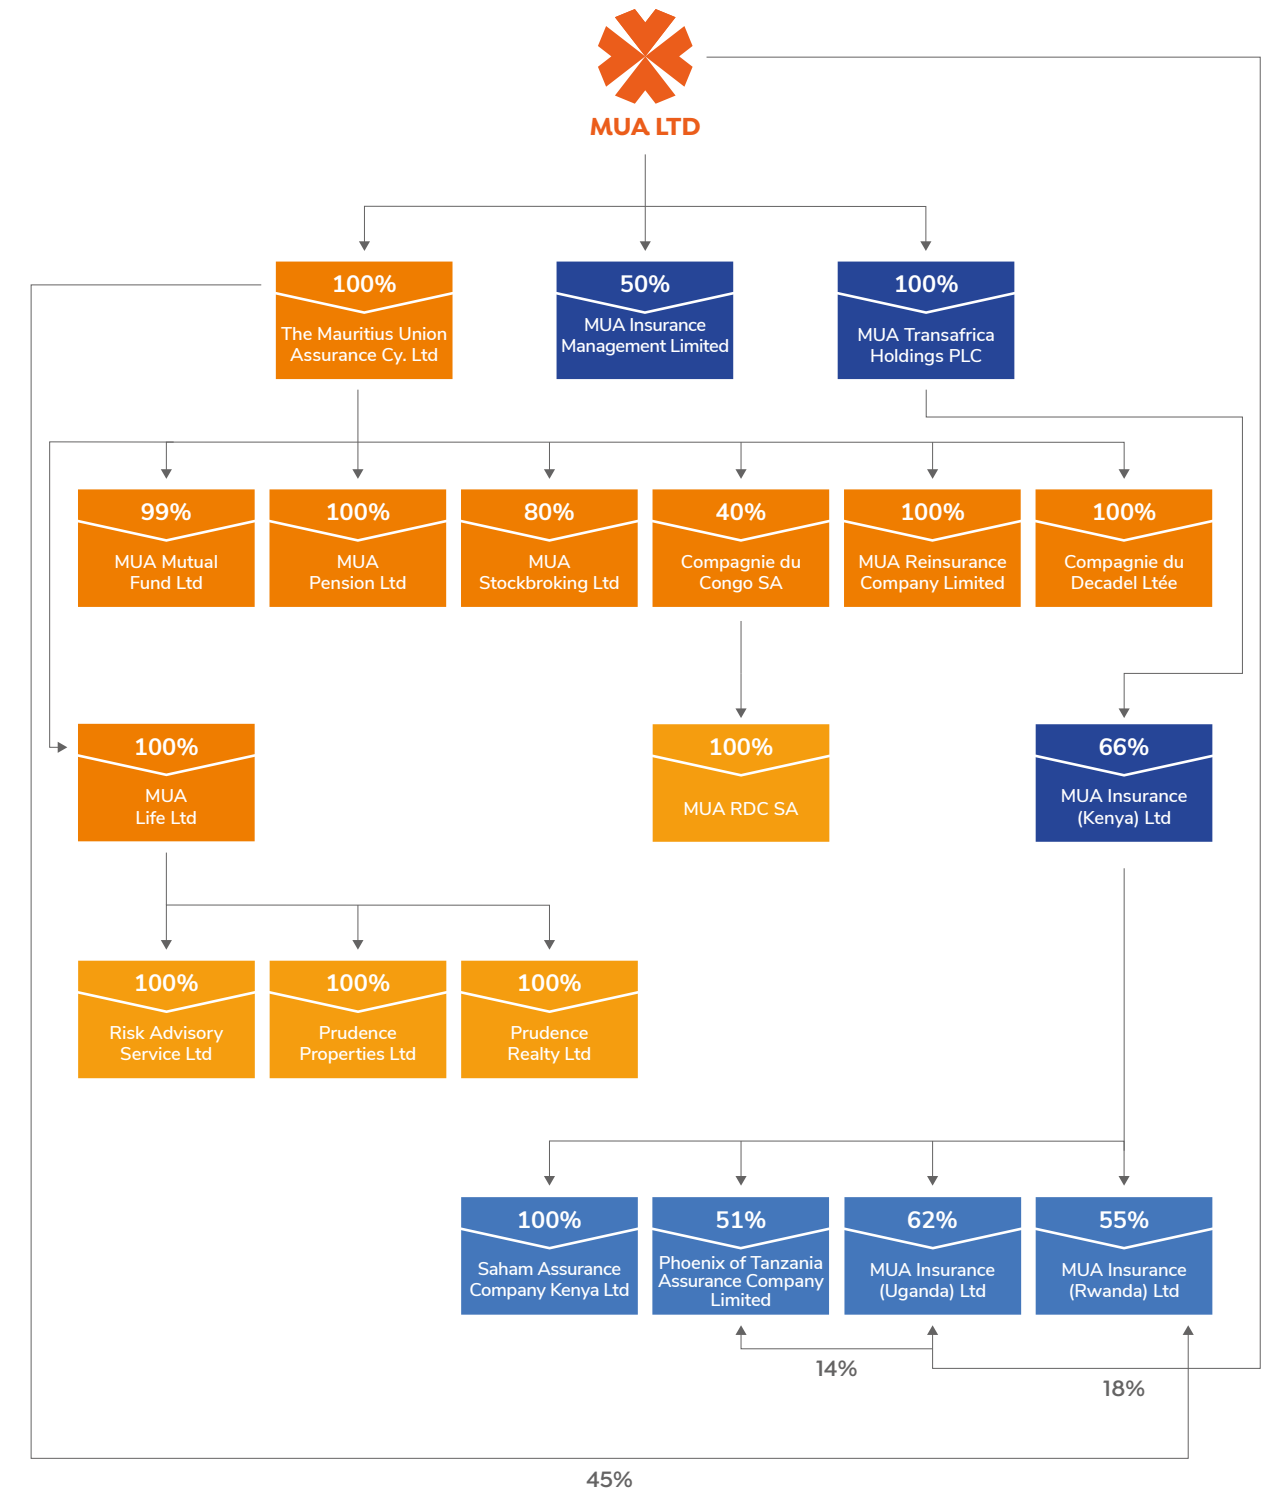 MUA LTD
100%
The Mauritius Union
Assurance Cy. Ltd
50%
MUA Insurance
Management Limited
100%
MUA Transafrica
Holdings PLC
99%
MUA Mutual
Fund Ltd
100%
MUA
Pension Ltd
80%
MUA
Stockbroking Ltd
40%
Compagnie du
Congo SA
100%
MUA Reinsurance
Company Limited
100%
Compagnie du
Decadel Ltée
100%
MUA
Life Ltd
100%
MUA RDC SA
66%
MUA Insurance
(Kenya) Ltd
100%
Risk Advisory
Service Ltd
100%
Prudence
Properties Ltd
100%
Prudence
Realty Ltd
100%
Saham Assurance
Company Kenya Ltd
51%
Phoenix of Tanzania
Assurance Company
Limited
62%
MUA Insurance
(Uganda) Ltd
55%
MUA Insurance
(Rwanda) Ltd
14%
18%
45%